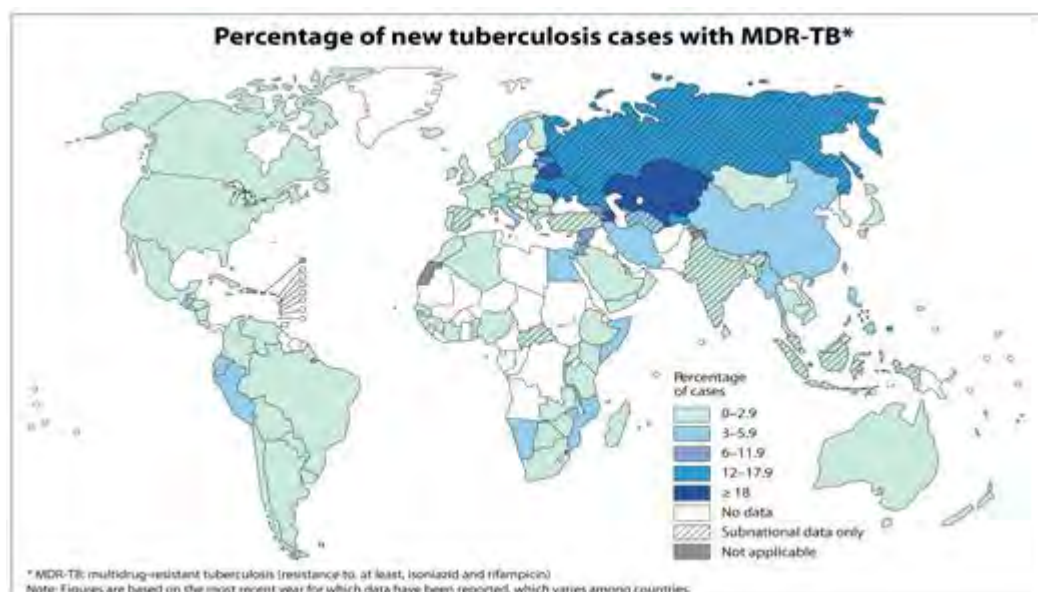 Percentage of new tuberculosis cases with MDR-TB*
Percentage
of cases
0–2.9
3–5.9
6–11.9
12–17.9
≥ 18
No data
Subnational data only
Not applicable
* MDR-TB: multidrug-resistant tuberculosis (resistance to, at least, isoniazid and rifampicin)
Note: Figures are based on the most recent year for which data have been reported, which varies among countries.